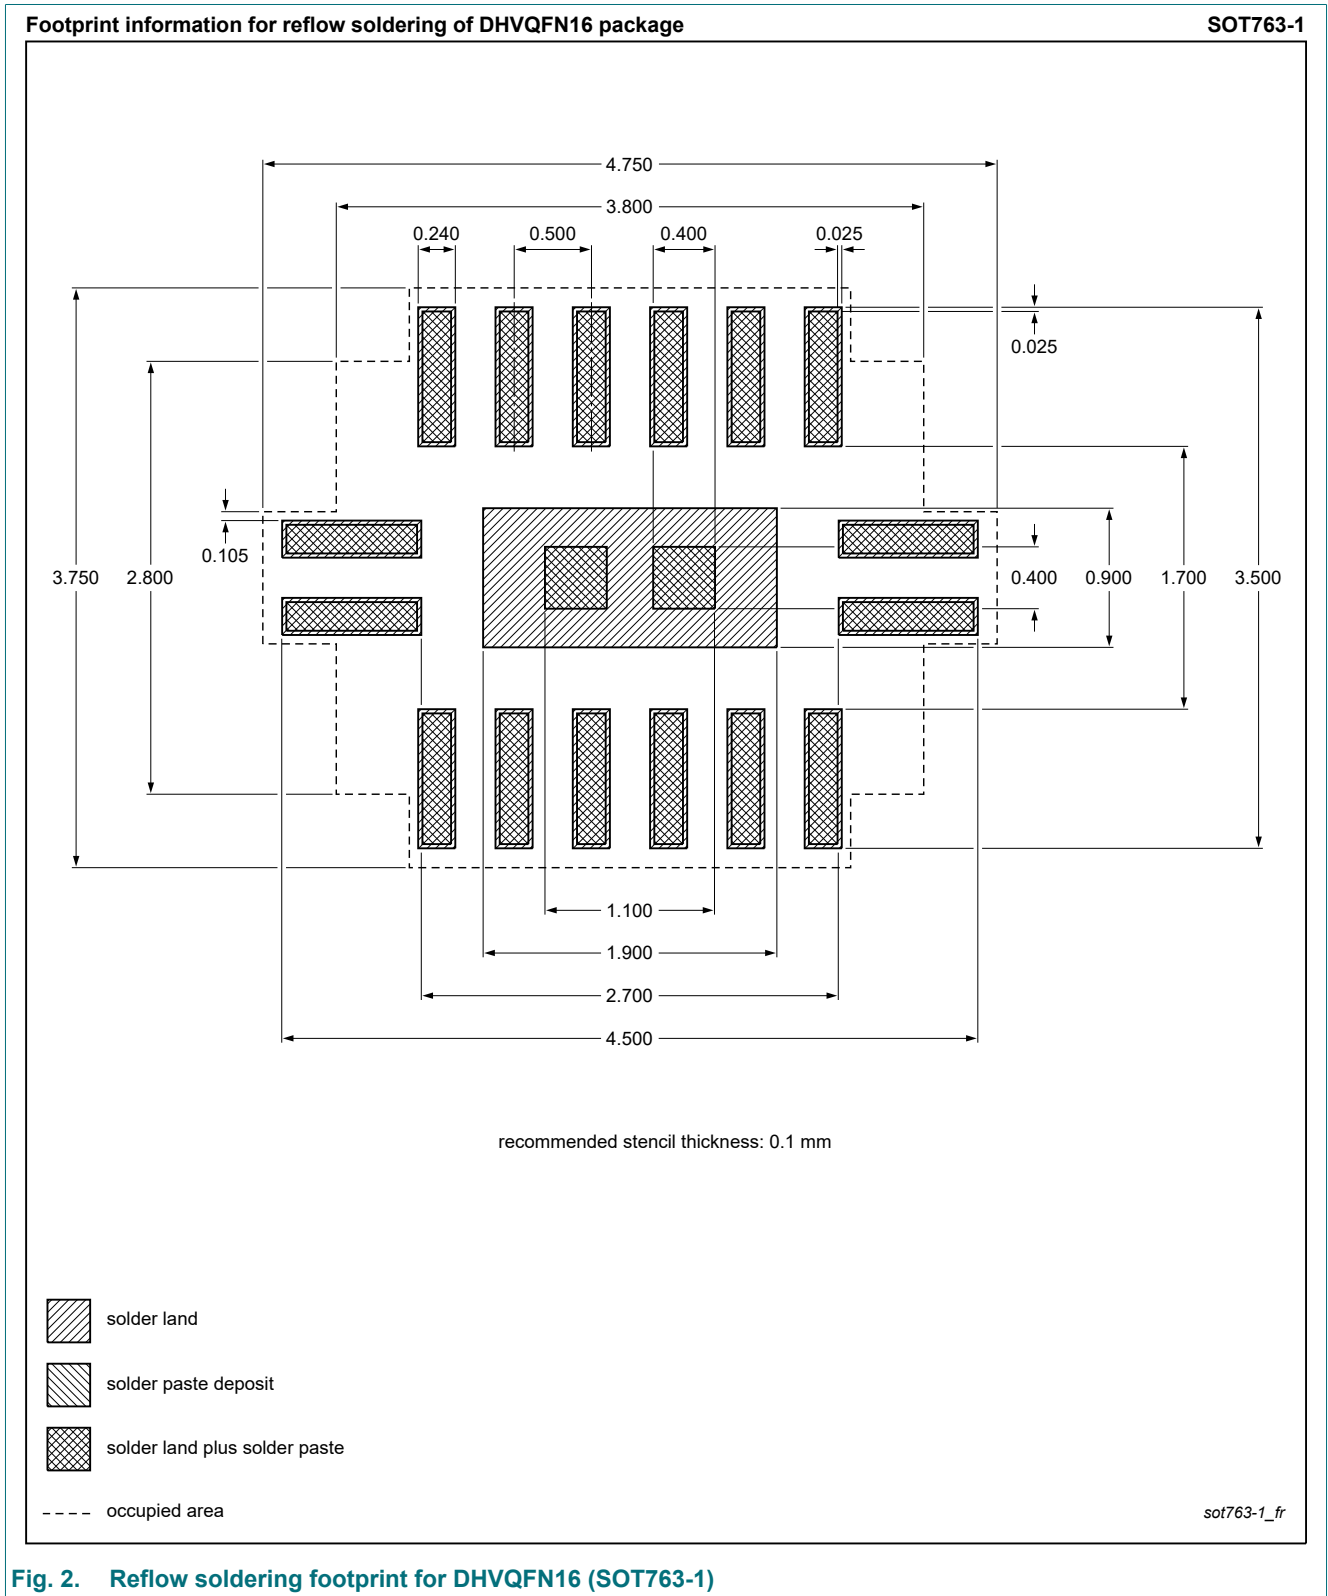 Footprint information for reflow soldering of DHVQFN16 package SOT763-1
4.750
3.800
0.240 0.500 0.400 0.025
0.025
0.105
3.750 2.800 0.400 0.900 1.700 3.500
1.100
1.900
2.700
4.500
recommended stencil thickness: 0.1 mm
solder land
solder paste deposit
solder land plus solder paste
occupied area sot763-1_fr
Fig. 2. Reflow soldering footprint for DHVQFN16 (SOT763-1)